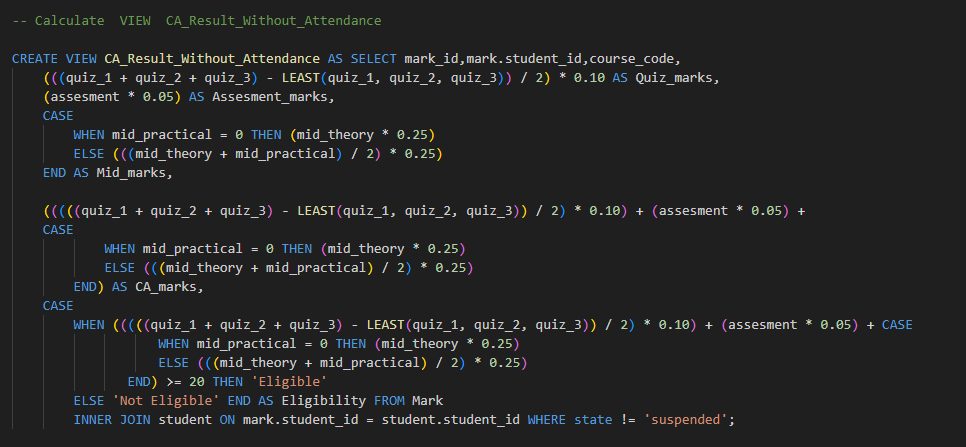 -- Calculate  VIEW  CA_Result_Without_Attendance
CREATE VIEW CA_Result_Without_Attendance AS SELECT mark_id,mark.student_id,course_code,
(((quiz_1 + quiz_2 + quiz_3) - LEAST(quiz_1, quiz_2, quiz_3)) / 2) * 0.10 AS Quiz_marks,
(assesment * 0.05) AS Assesment_marks,
CASE
WHEN mid_practical = 0 THEN (mid_theory * 0.25)
ELSE (((mid_theory + mid_practical) / 2) * 0.25)
END AS Mid_marks,
(((((quiz_1 + quiz_2 + quiz_3) - LEAST(quiz_1, quiz_2, quiz_3)) / 2) * 0.10) + (assesment * 0.05) +
CASE
WHEN mid_practical = 0 THEN (mid_theory * 0.25)
ELSE (((mid_theory + mid_practical) / 2) * 0.25)
END) AS CA_marks,
CASE
WHEN (((((quiz_1 + quiz_2 + quiz_3) - LEAST(quiz_1, quiz_2, quiz_3)) / 2) * 0.10) + (assesment * 0.05) + CASE
WHEN mid_practical = 0 THEN (mid_theory * 0.25)
ELSE (((mid_theory + mid_practical) / 2) * 0.25)
END) >= 20 THEN 'Eligible'
ELSE 'Not Eligible' END AS Eligibility FROM Mark
INNER JOIN student ON mark.student_id = student.student_id WHERE state != 'suspended';